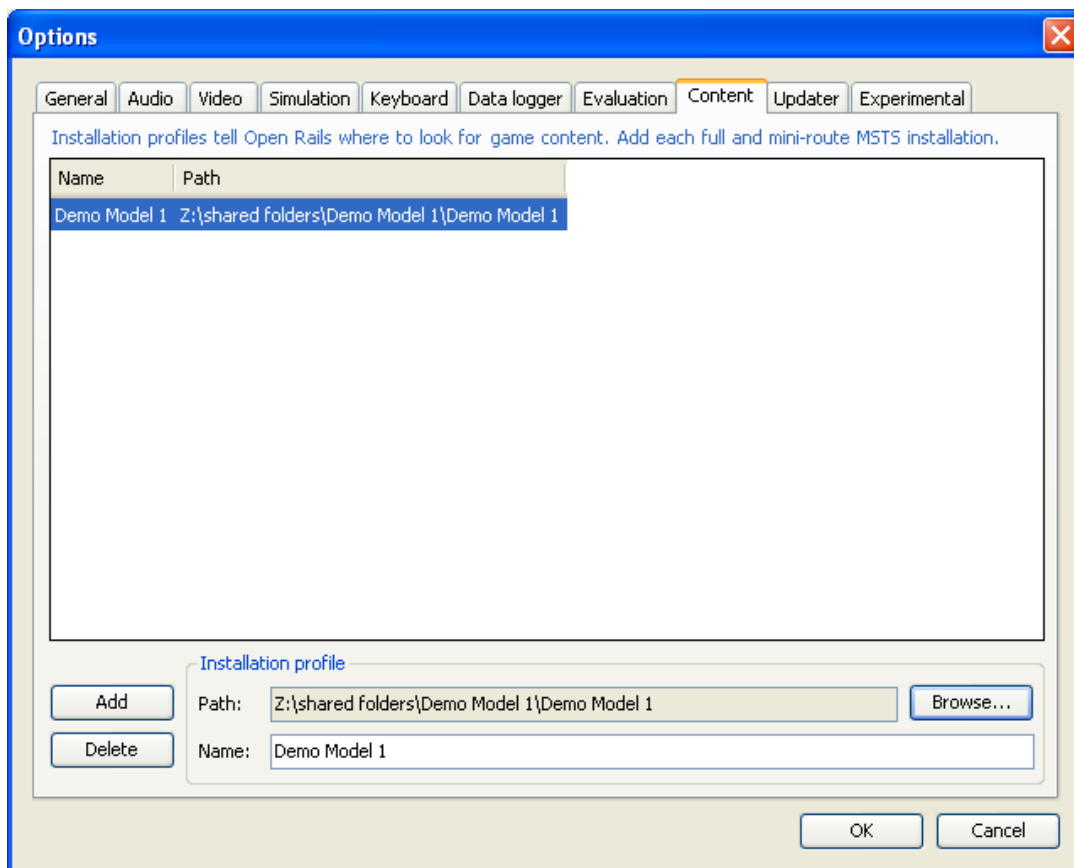 Options
General Audio Video Simulation Keyboard Data logger Evaluation Content Updater Experimental
Installation profiles tell Open Rails where to look for game content. Add each full and mini-route MSTS installation.
Name Path
Demo Model 1 Z:\shared folders\Demo Model 1\Demo Model 1
Installation profile
Add Path: Z:\shared folders\Demo Model 1\Demo Model 1 Browse...
Delete Name: Demo Model 1
OK Cancel